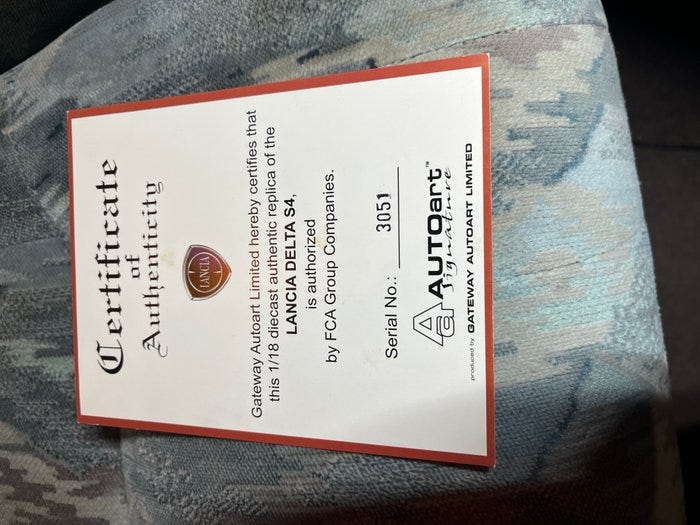 Certificate
of
Authenticity
LANCIA
Gateway Autoart Limited hereby certifies that
this 1/18 diecast authentic replica of the
LANCIA DELTA S4,
is authorized
by FCA Group Companies.
Serial No.: 3051
AUTOart™
Signature
produced by GATEWAY AUTOART LIMITED